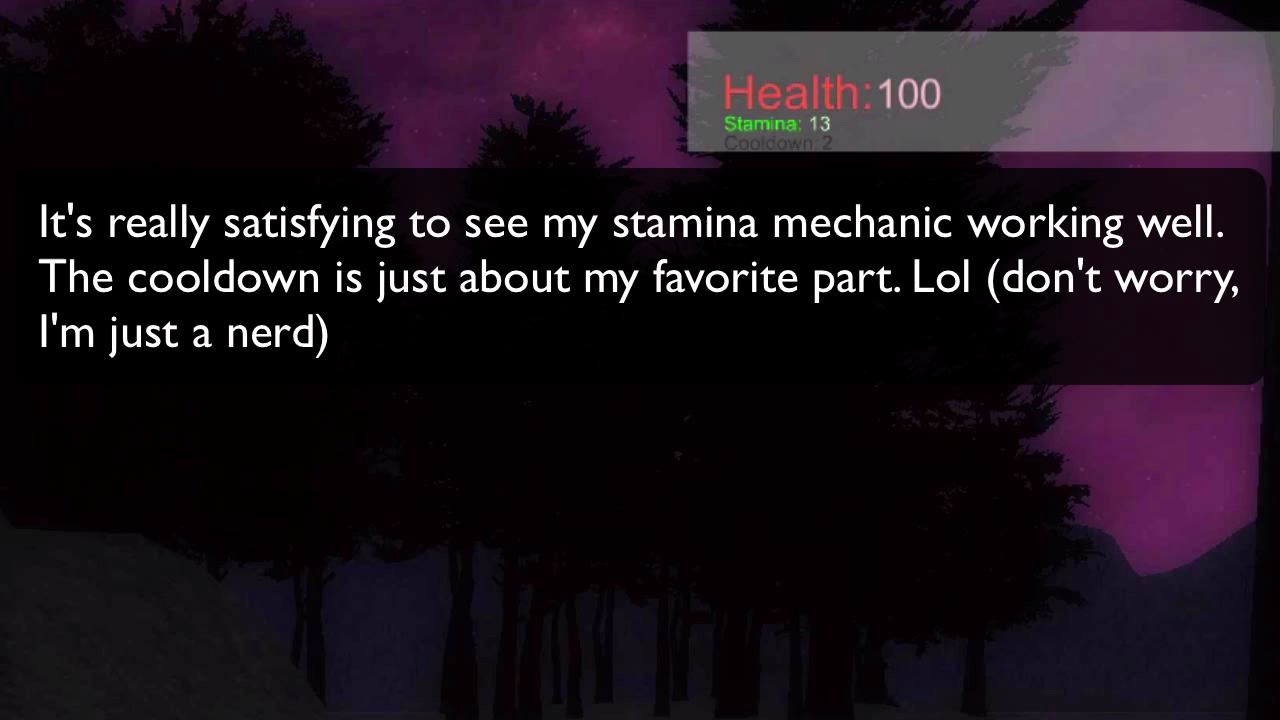 Health: 100
Stamina: 13
Cooldown: 2
It's really satisfying to see my stamina mechanic working well.
The cooldown is just about my favorite part. Lol (don't worry,
I'm just a nerd)